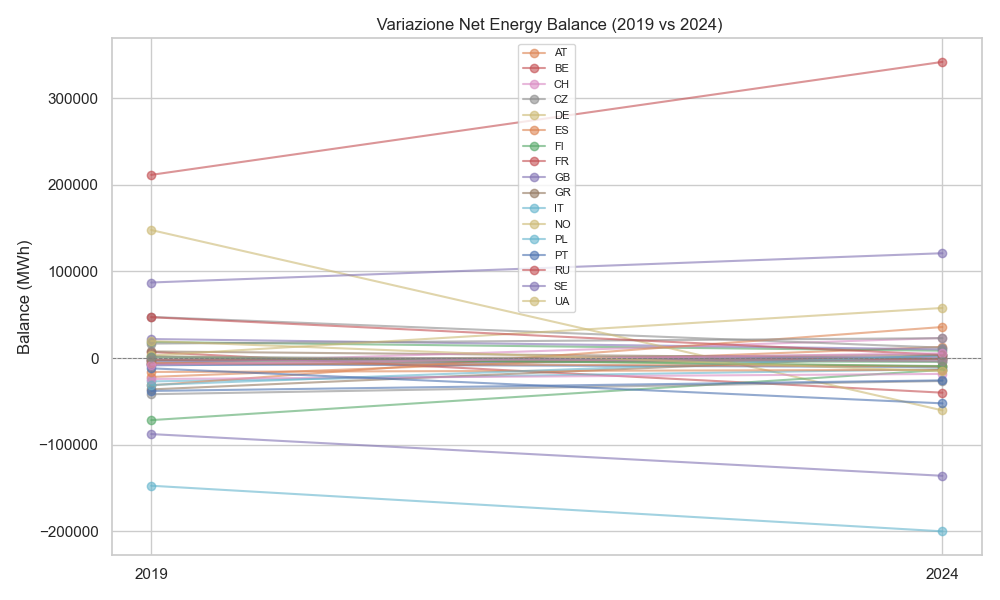 Variazione Net Energy Balance (2019 vs 2024)
Balance (MWh)
300000
200000
100000
0
−100000
−200000
2019
2024
AT
BE
CH
CZ
DE
ES
FI
FR
GB
GR
IT
NO
PL
PT
RU
SE
UA